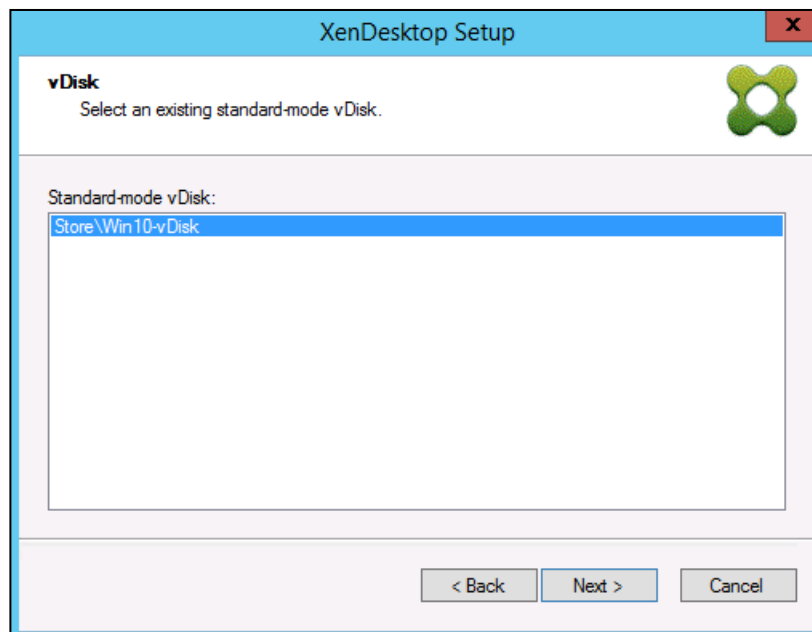 XenDesktop Setup
x
vDisk
Select an existing standard-mode vDisk.
Standard-mode vDisk:
Store\Win10-vDisk
< Back Next > Cancel